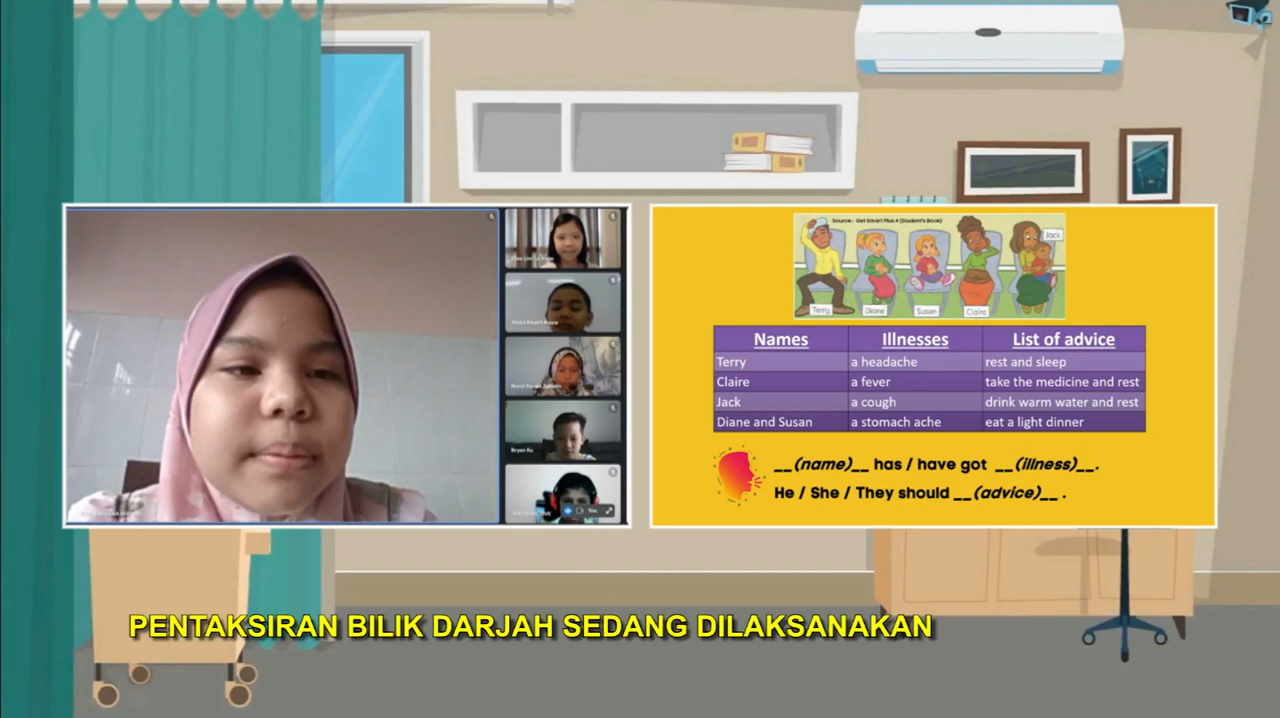 Source : Get Smart Plus 4 (Student's Book)
Jack
Terry
Diane
Susan
Claire
Names Illnesses List of advice
Terry a headache rest and sleep
Claire a fever take the medicine and rest
Jack a cough drink warm water and rest
Diane and Susan a stomach ache eat a light dinner
__(name)__ has / have got __(illness)__.
He / She / They should __(advice)__ .
Bryan Ku
You
PENTAKSIRAN BILIK DARJAH SEDANG DILAKSANAKAN